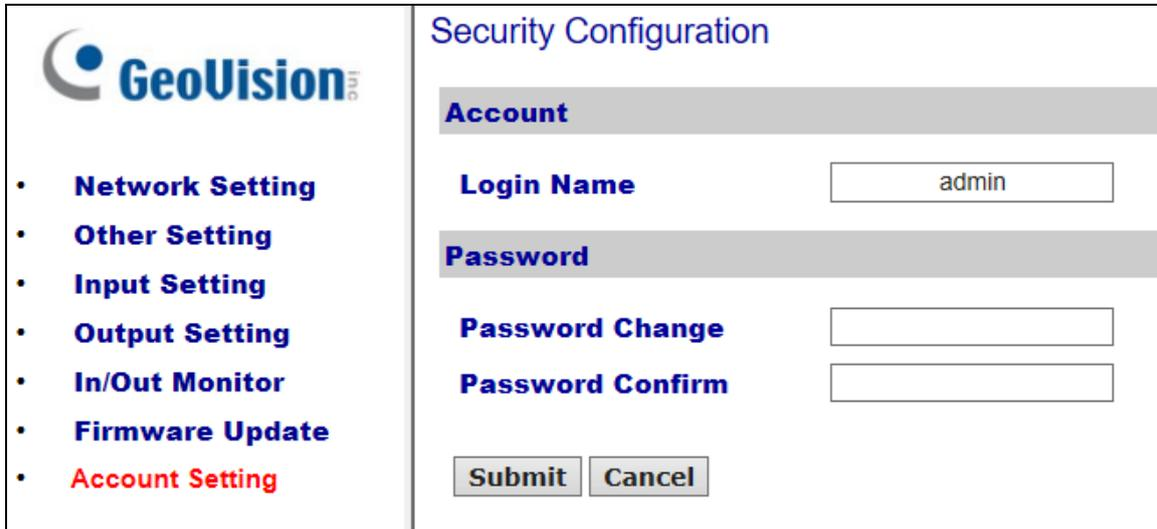 GeoVision inc
• Network Setting
• Other Setting
• Input Setting
• Output Setting
• In/Out Monitor
• Firmware Update
• Account Setting
Security Configuration
Account
Login Name admin
Password
Password Change
Password Confirm
Submit Cancel